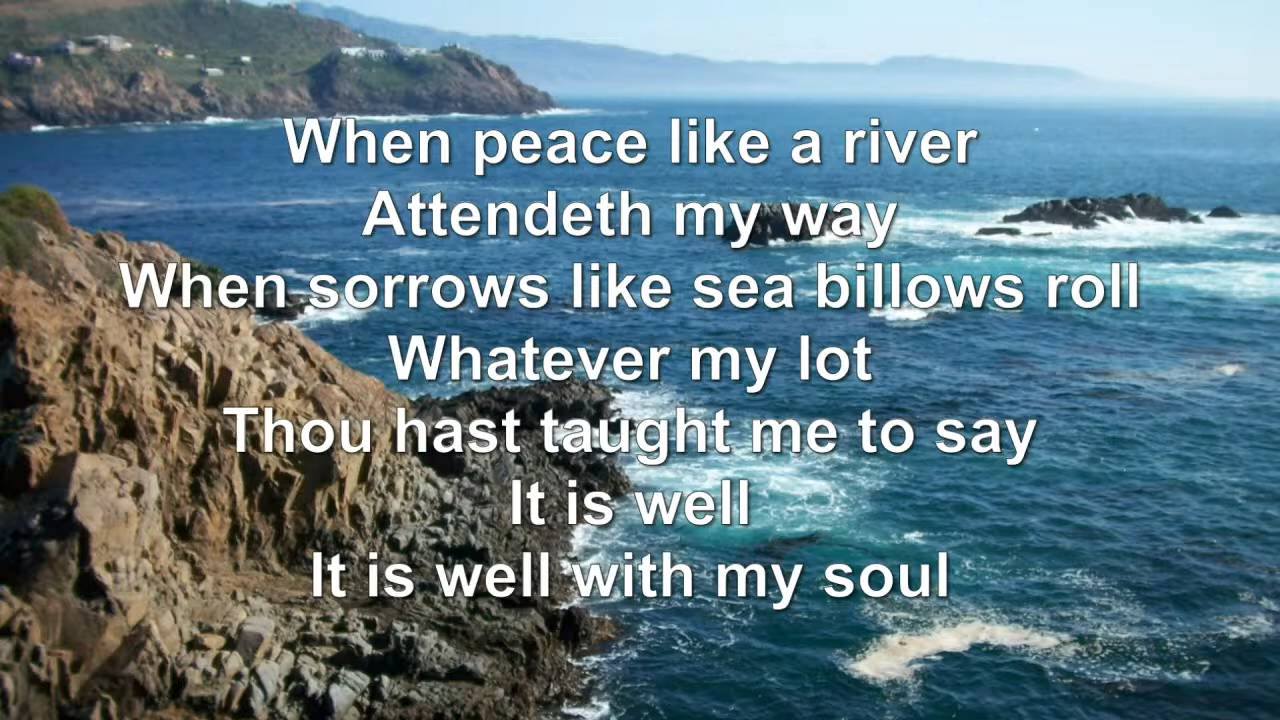 When peace like a river
Attendeth my way
When sorrows like sea billows roll
Whatever my lot
Thou hast taught me to say
It is well
It is well with my soul